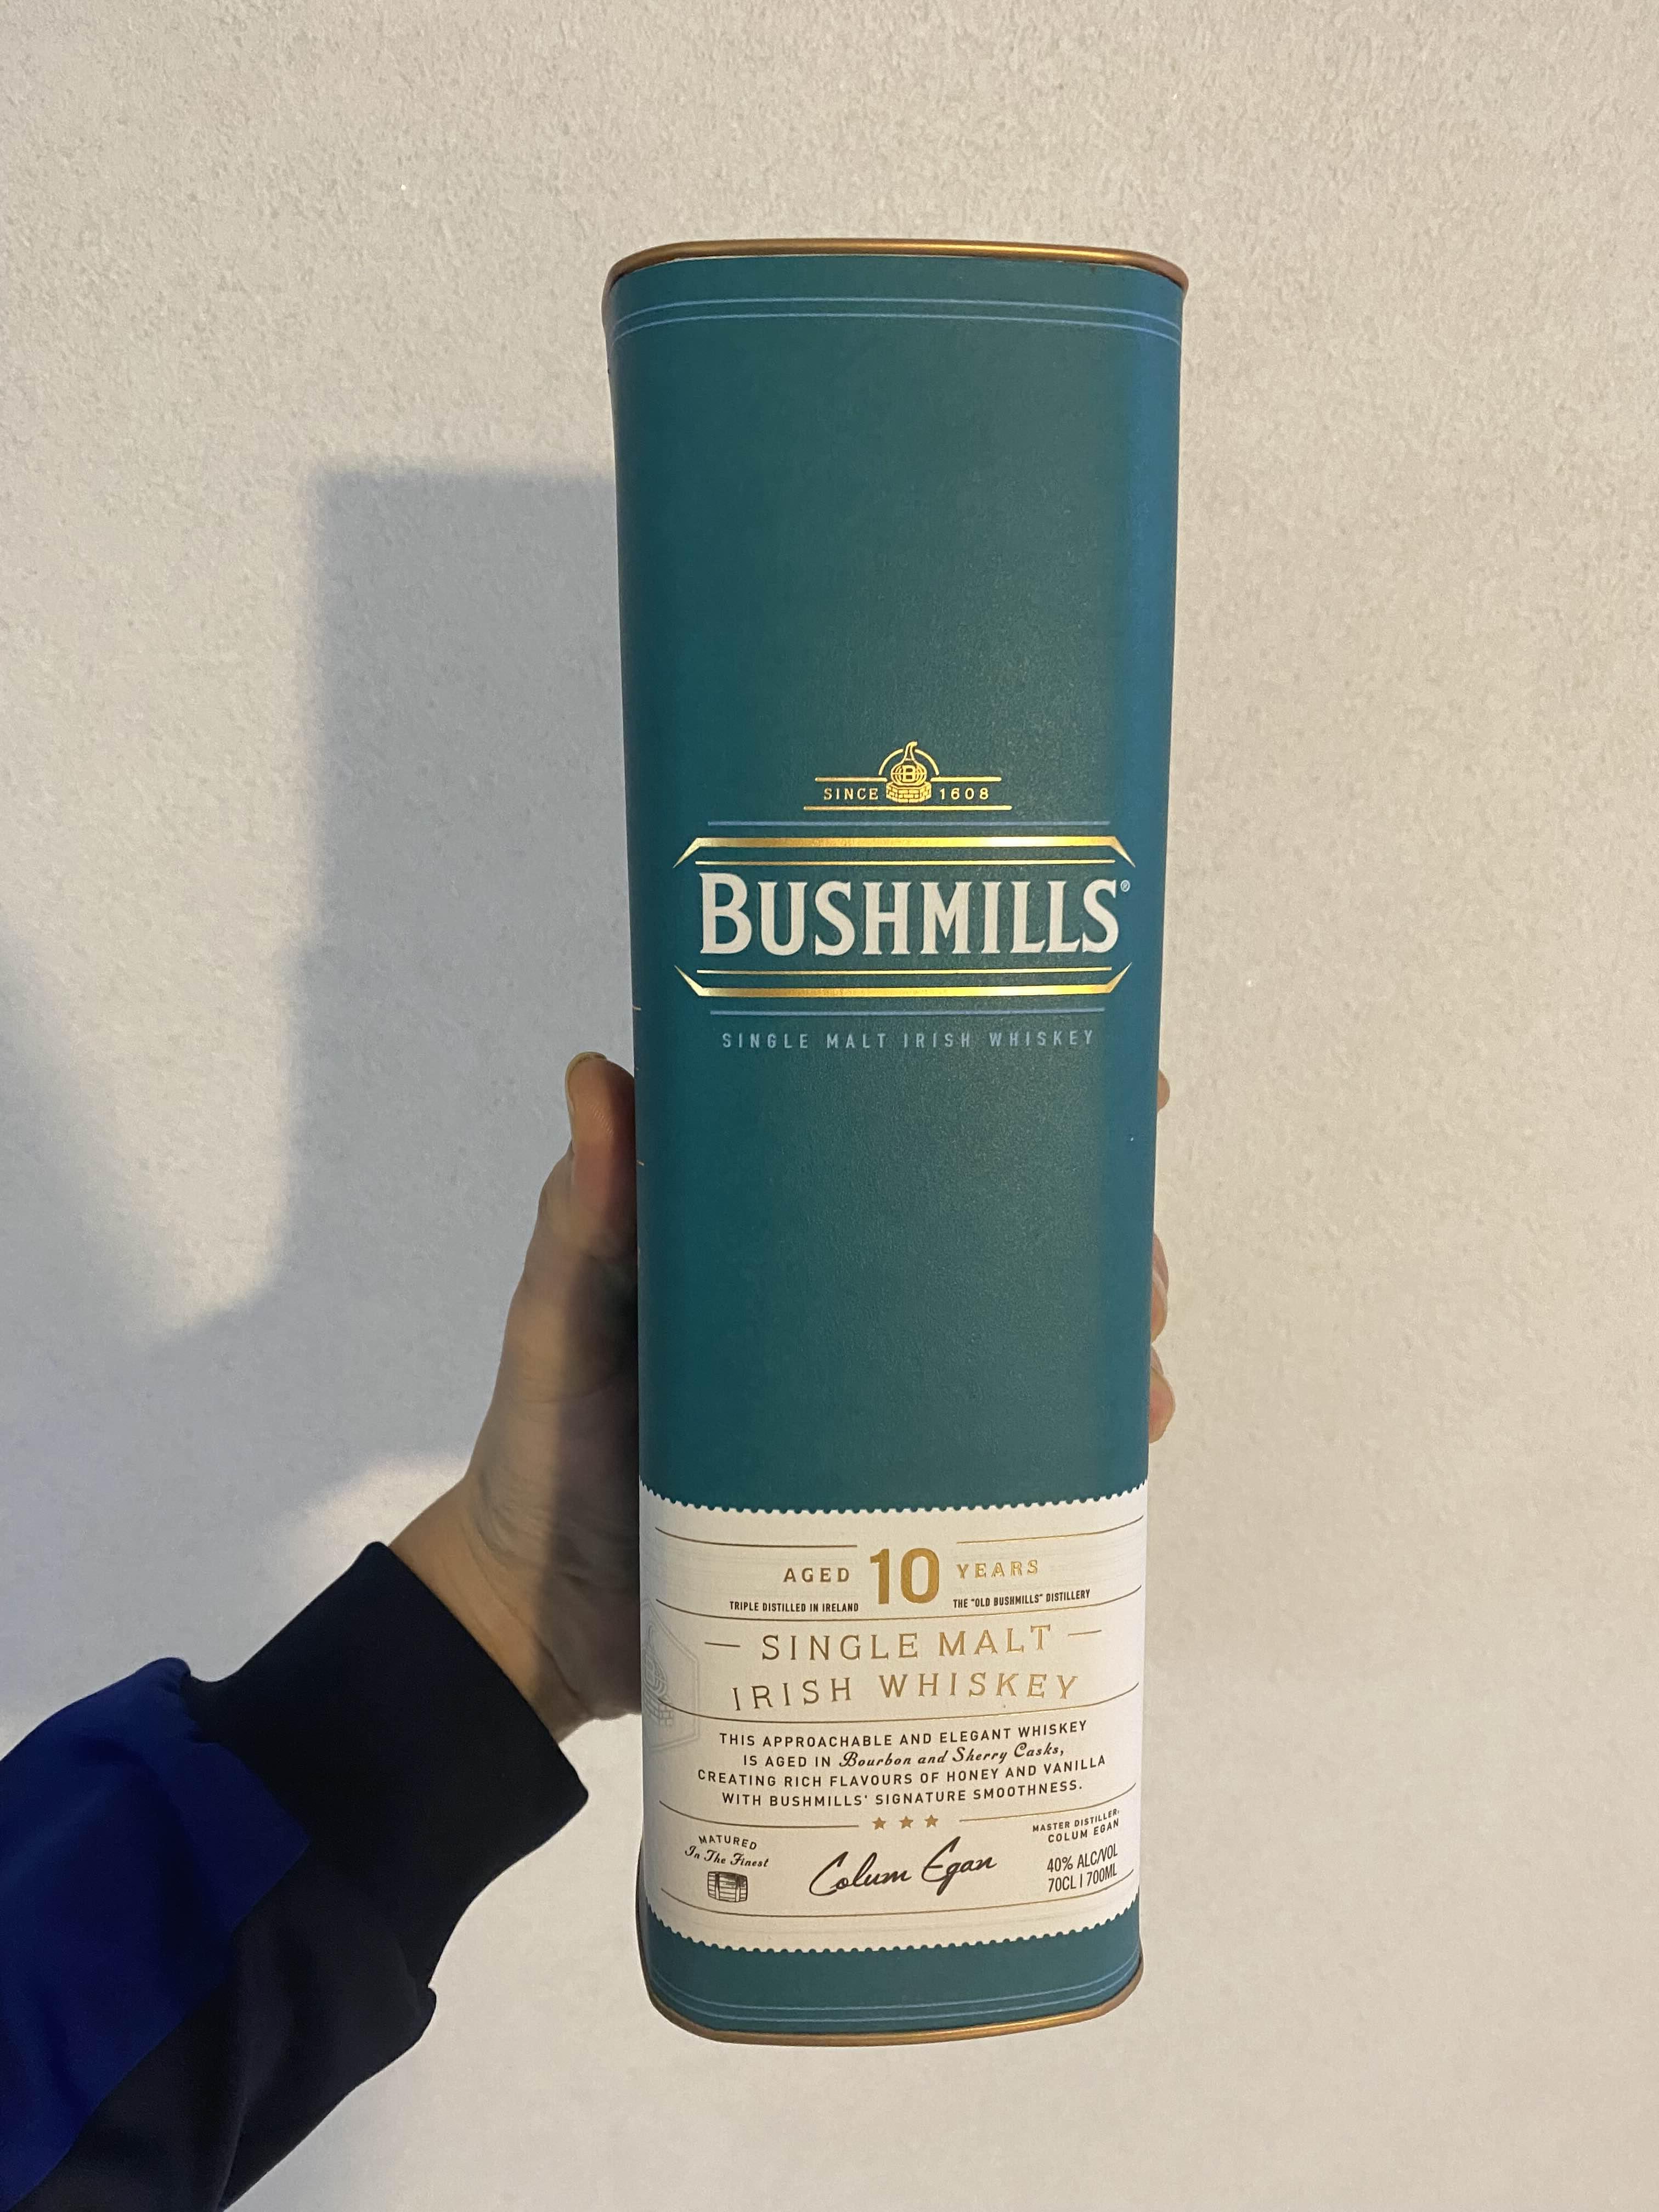 SINCE B 1608
BUSHMILLS®
SINGLE MALT IRISH WHISKEY
AGED 10 YEARS
TRIPLE DISTILLED IN IRELAND THE "OLD BUSHMILLS" DISTILLERY
SINGLE MALT
IRISH WHISKEY
THIS APPROACHABLE AND ELEGANT WHISKEY
IS AGED IN Bourbon and Sherry Casks,
CREATING RICH FLAVOURS OF HONEY AND VANILLA
WITH BUSHMILLS' SIGNATURE SMOOTHNESS.
MATURED
In The Finest
Colum Egan
MASTER DISTILLER,
COLUM EGAN
40% ALC/VOL
70CL | 700ML